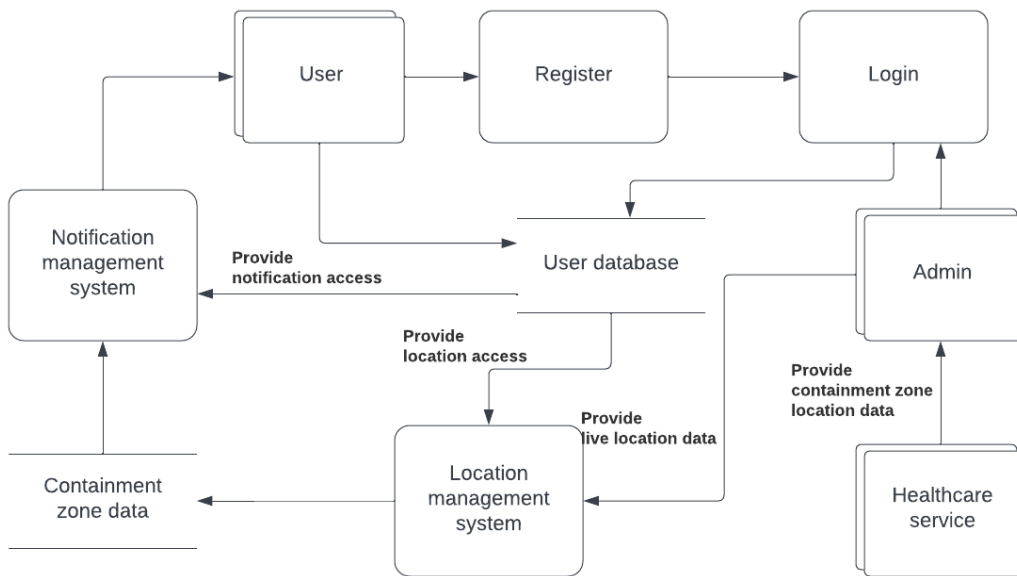 User
Register
Login
Notification
management
system
Provide
notification access
User database
Admin
Provide
location access
Provide
containment zone
location data
Provide
live location data
Containment
zone data
Location
management
system
Healthcare
service